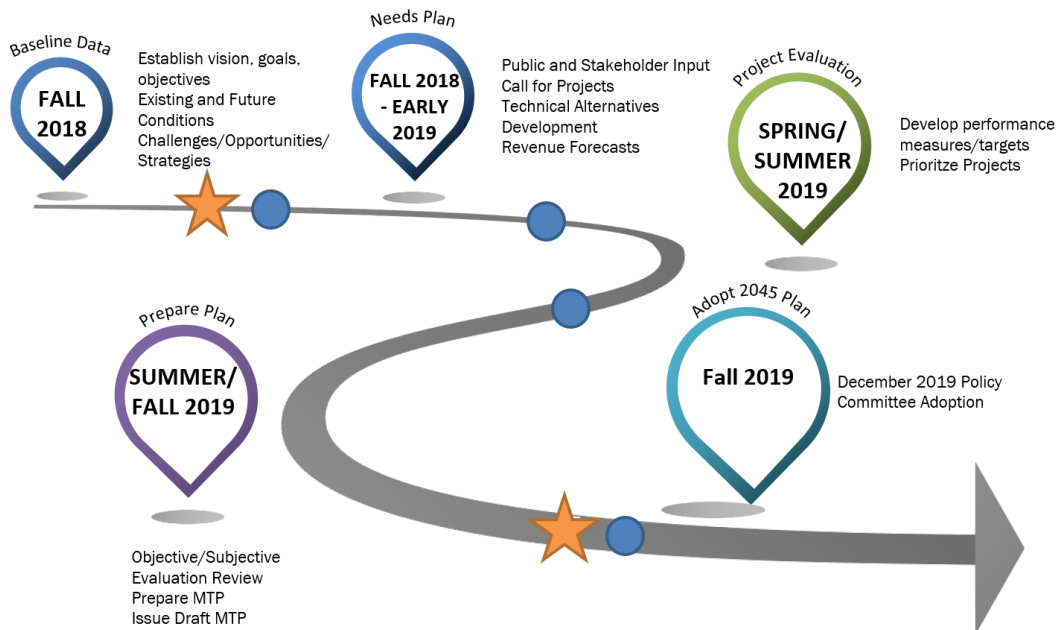 Baseline Data
FALL
2018
Establish vision, goals,
objectives
Existing and Future
Conditions
Challenges/Opportunities/
Strategies
Needs Plan
FALL 2018
- EARLY
2019
Public and Stakeholder Input
Call for Projects
Technical Alternatives
Development
Revenue Forecasts
Project Evaluation
SPRING/
SUMMER
2019
Develop performance
measures/targets
Prioritze Projects
Prepare Plan
SUMMER/
FALL 2019
Objective/Subjective
Evaluation Review
Prepare MTP
Issue Draft MTP
Adopt 2045 Plan
Fall 2019
December 2019 Policy
Committee Adoption